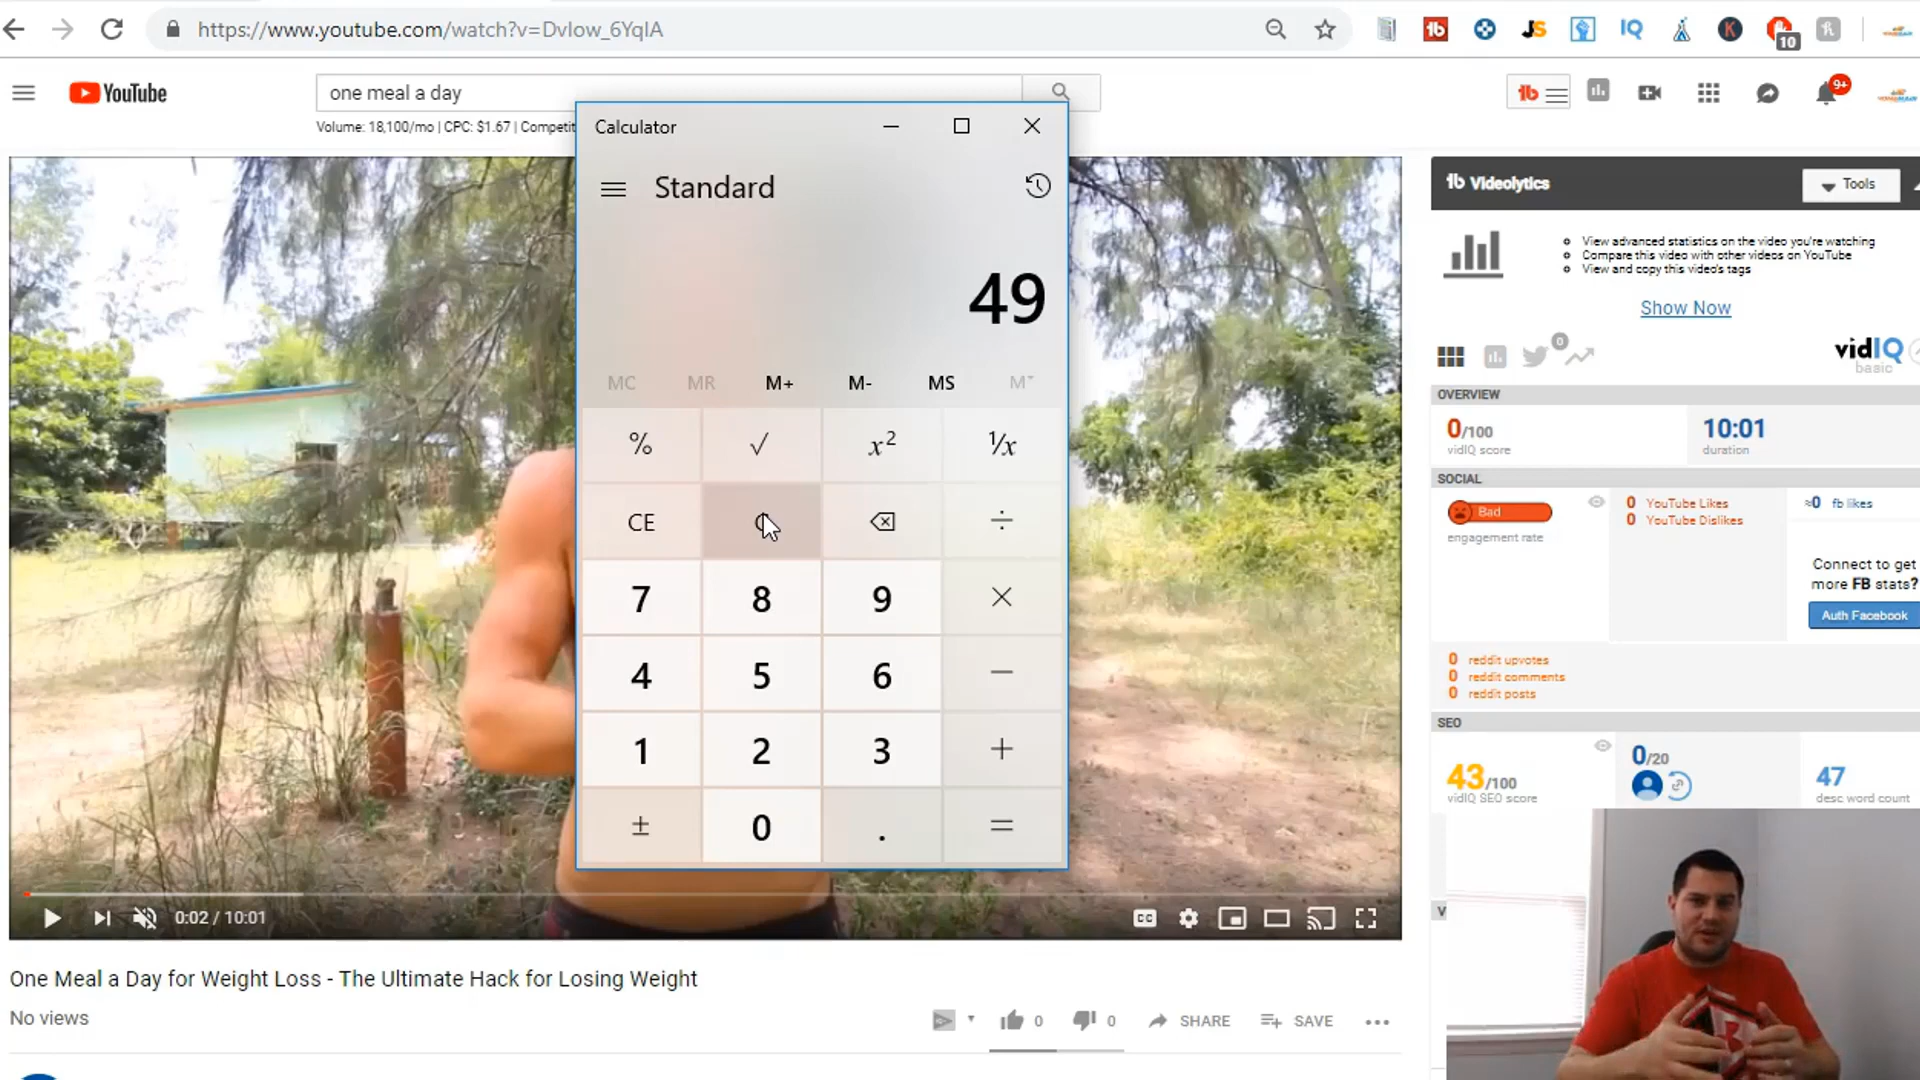 https://www.youtube.com/watch?v=Dvlow_6YqlA
JS
IQ
K
10
YouTube
one meal a day
9+
Volume: 18,100/mo | CPC: $1.67 | Competit
Calculator
Standard
49
MC MR M+ M- MS M˅
% √ x² ¹/x
CE ÷
7 8 9 ×
4 5 6 −
1 2 3 +
± 0 . =
Videolytics
Tools
View advanced statistics on the video you're watching
Compare this video with other videos on YouTube
View and copy this video's tags
Show Now
0
vidIQ
basic
OVERVIEW
0/100
vidIQ score
10:01
duration
SOCIAL
Bad
engagement rate
0 YouTube Likes
0 YouTube Dislikes
≈0 fb likes
Connect to get
more FB stats?
Auth Facebook
0 reddit upvotes
0 reddit comments
0 reddit posts
SEO
43/100
vidIQ SEO score
0/20
47
desc word count
V
0:02 / 10:01
CC
One Meal a Day for Weight Loss - The Ultimate Hack for Losing Weight
No views
0
0
SHARE
SAVE